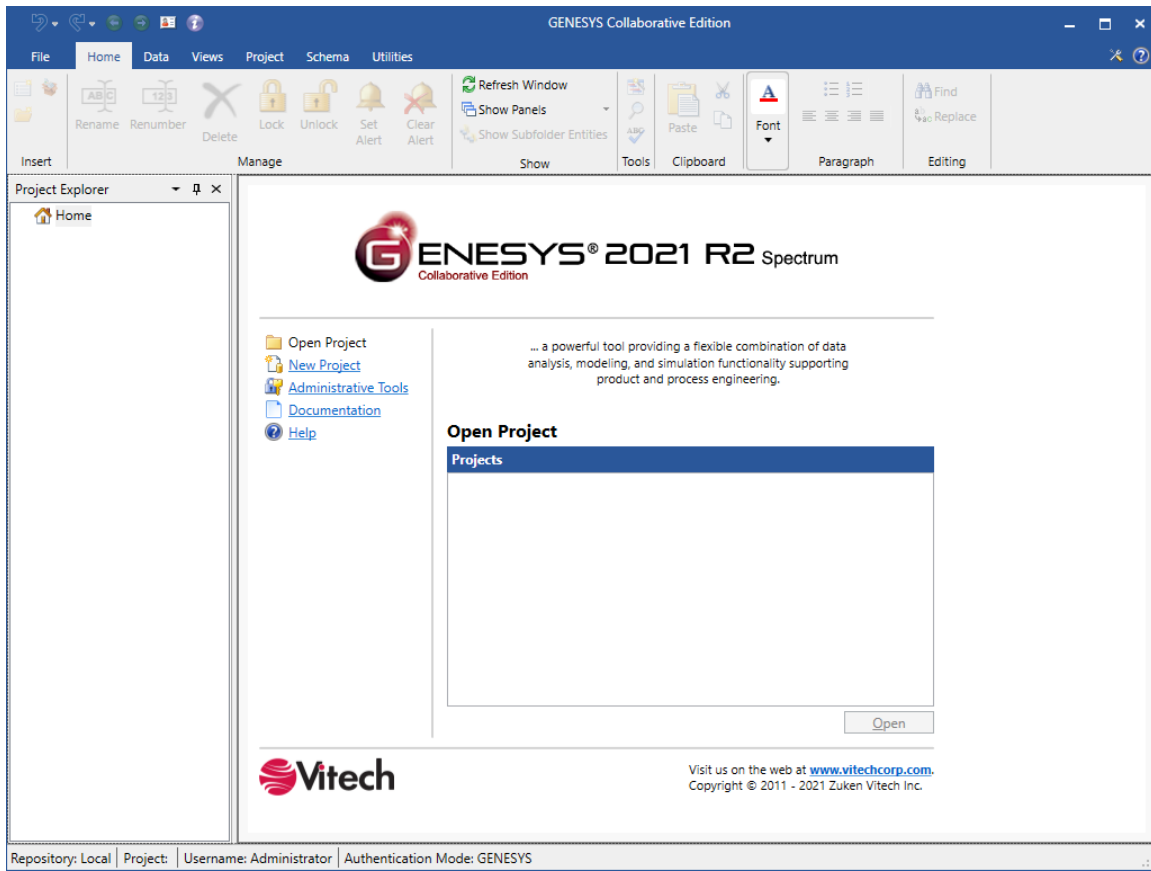 GENESYS Collaborative Edition
File Home Data Views Project Schema Utilities
Rename Renumber Delete Lock Unlock Set Alert Clear Alert
Refresh Window
Show Panels
Show Subfolder Entities
Paste
Font
Find
Replace
Insert Manage Show Tools Clipboard Paragraph Editing
Project Explorer
Home
GENESYS® 2021 R2 Spectrum
Collaborative Edition
Open Project
New Project
Administrative Tools
Documentation
Help
... a powerful tool providing a flexible combination of data
analysis, modeling, and simulation functionality supporting
product and process engineering.
Open Project
Projects
Open
Vitech
Visit us on the web at www.vitechcorp.com.
Copyright © 2011 - 2021 Zuken Vitech Inc.
Repository: Local Project: Username: Administrator Authentication Mode: GENESYS